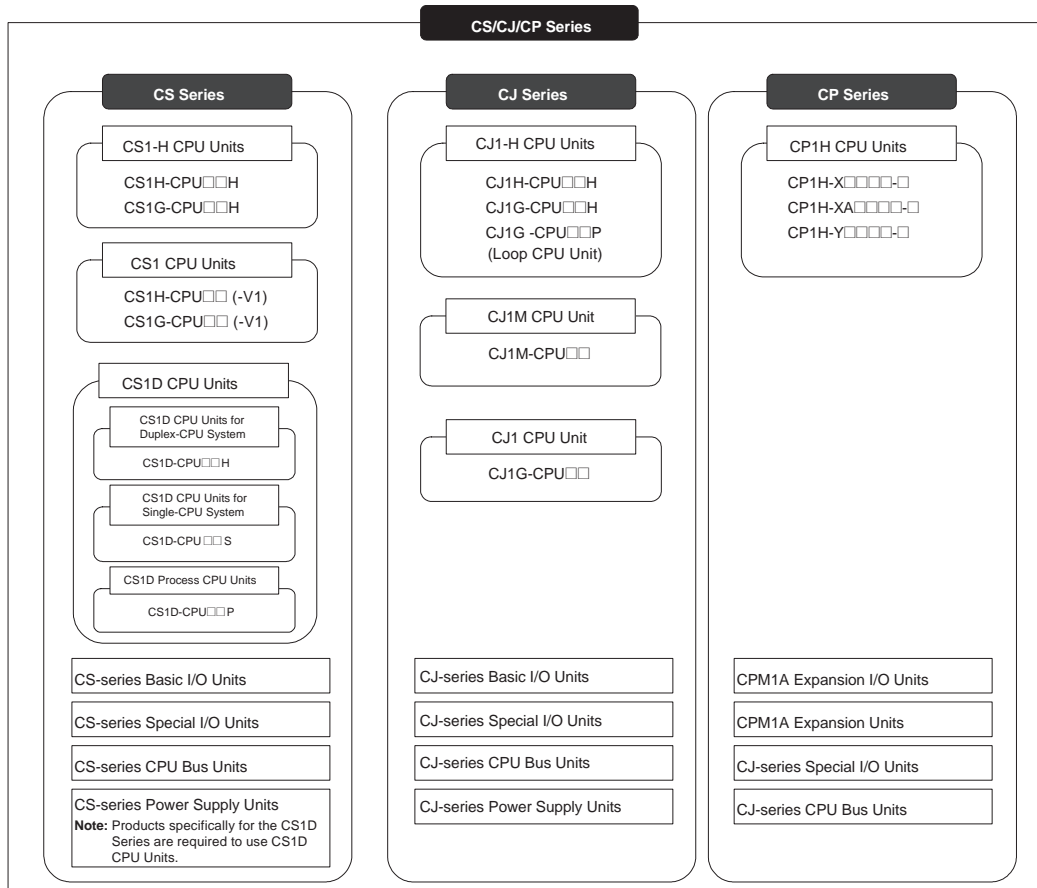 CS/CJ/CP Series
CS Series
CS1-H CPU Units
CS1H-CPU□□H
CS1G-CPU□□H
CS1 CPU Units
CS1H-CPU□□ (-V1)
CS1G-CPU□□ (-V1)
CS1D CPU Units
CS1D CPU Units for
Duplex-CPU System
CS1D-CPU□□H
CS1D CPU Units for
Single-CPU System
CS1D-CPU □□ S
CS1D Process CPU Units
CS1D-CPU□□P
CS-series Basic I/O Units
CS-series Special I/O Units
CS-series CPU Bus Units
CS-series Power Supply Units
Note: Products specifically for the CS1D
Series are required to use CS1D
CPU Units.
CJ Series
CJ1-H CPU Units
CJ1H-CPU□□H
CJ1G-CPU□□H
CJ1G -CPU□□P
(Loop CPU Unit)
CJ1M CPU Unit
CJ1M-CPU□□
CJ1 CPU Unit
CJ1G-CPU□□
CJ-series Basic I/O Units
CJ-series Special I/O Units
CJ-series CPU Bus Units
CJ-series Power Supply Units
CP Series
CP1H CPU Units
CP1H-X□□□□-□
CP1H-XA□□□□-□
CP1H-Y□□□□-□
CPM1A Expansion I/O Units
CPM1A Expansion Units
CJ-series Special I/O Units
CJ-series CPU Bus Units